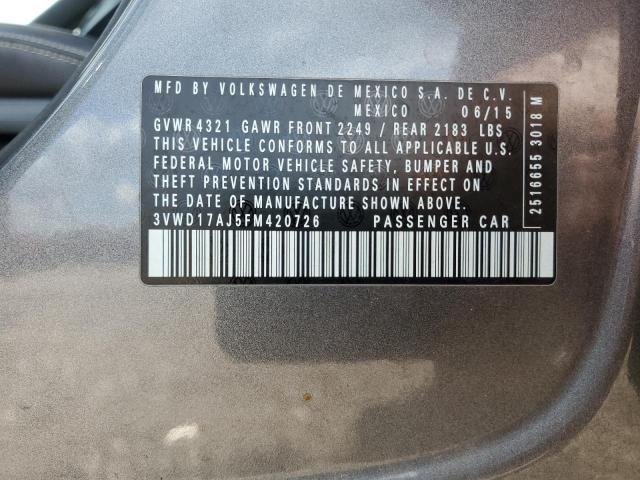 MFD BY VOLKSWAGEN DE MEXICO S.A. DE C.V.
MEXICO 06/15
GVWR 4321 GAWR FRONT 2249 / REAR 2183 LBS
THIS VEHICLE CONFORMS TO ALL APPLICABLE U.S.
FEDERAL MOTOR VEHICLE SAFETY, BUMPER AND
THEFT PREVENTION STANDARDS IN EFFECT ON
THE DATE OF MANUFACTURE SHOWN ABOVE.
3VWD17AJ5FM420726 PASSENGER CAR
2516655 3018 M